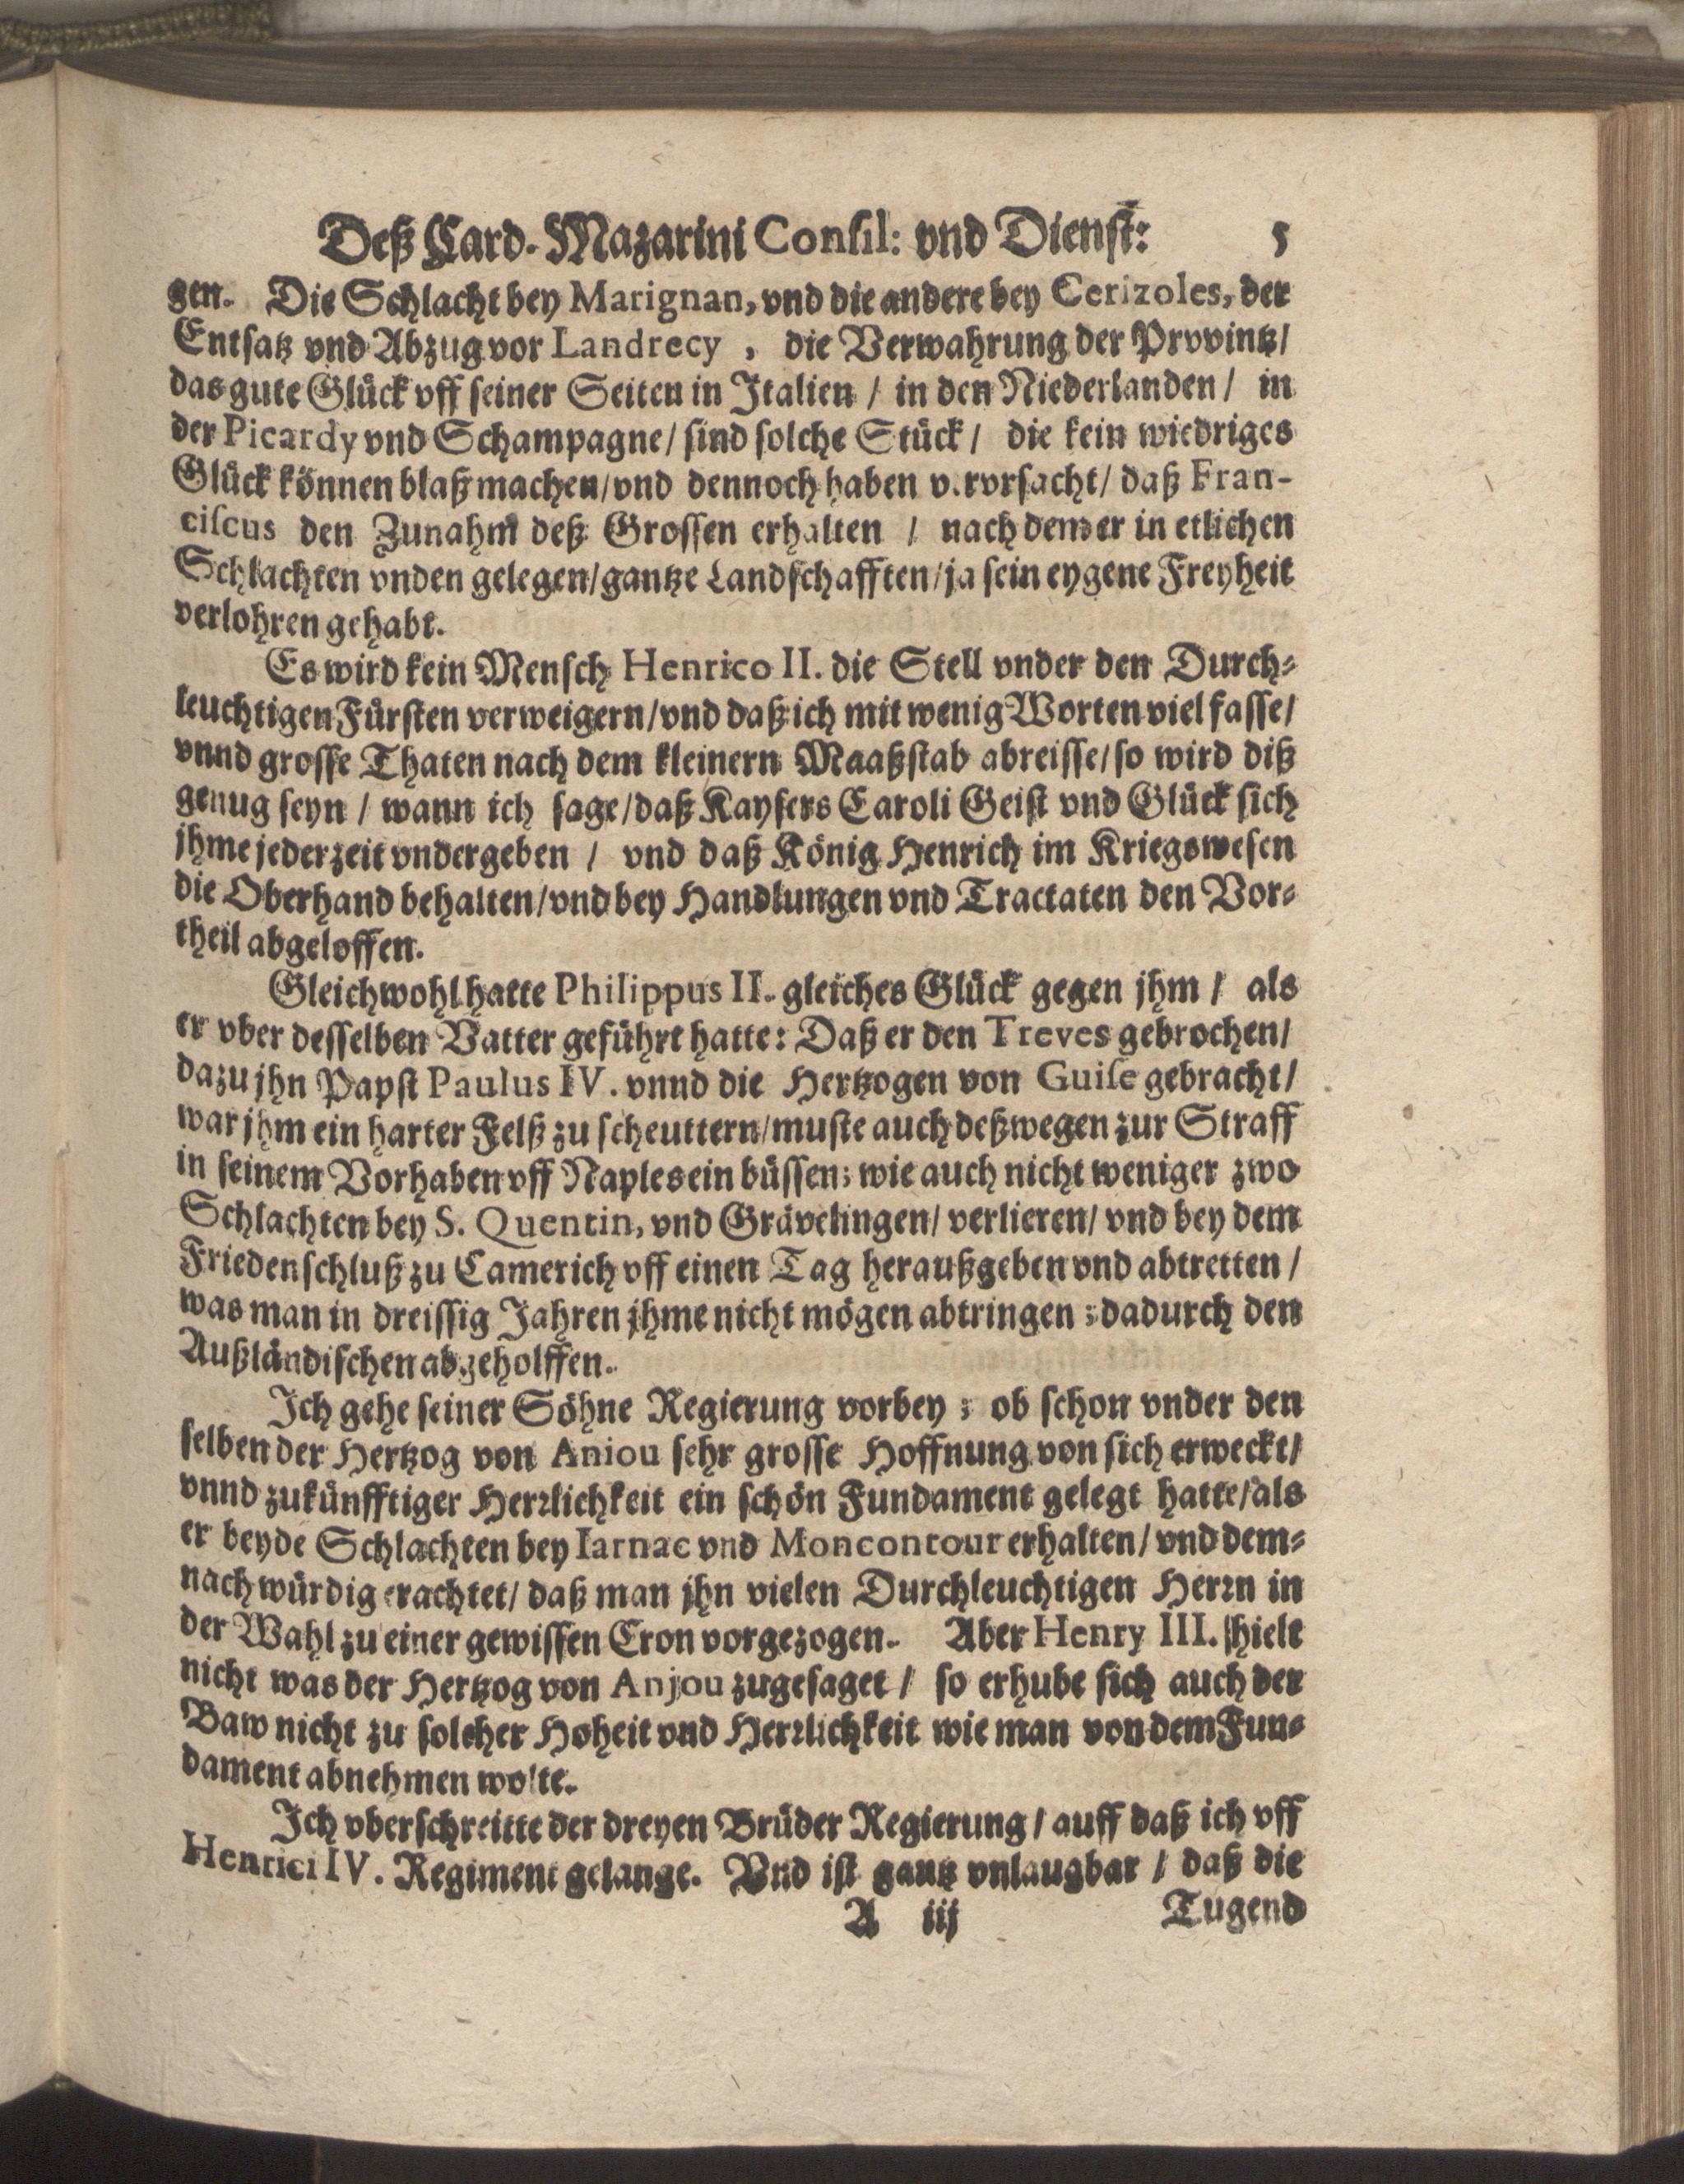 Deß Card. Mazarini Consil: vnd Dienst: 5
gen. Die Schlacht bey Marignan, vnd die andere bey Cerizoles, der
Entsatz vnd Abzug vor Landrecy , die Verwahrung der Prvvintz/
das gute Glück vff seiner Seiten in Italien / in den Niederlanden / in
der Picardy vnd Schampagne/ sind solche Stück / die kein wiedriges
Glück können blaß machen/vnd dennoch haben v.rvrsacht/ daß Fran-
ciscus den Zunahm deß Grossen erhalten / nach dem er in etlichen
Schlachten vnden gelegen/gantze Landschafften/ja sein eygene Freyheit
verlohren gehabt.
Es wird kein Mensch Henrico II. die Stell vnder den Durch-
leuchtigen Fürsten verweigern/vnd daß ich mit wenig Worten viel fasse/
vnnd grosse Thaten nach dem kleinern Maaßstab abreisse/so wird diß
genug seyn / wann ich sage/daß Kaysers Caroli Geist vnd Glück sich
jhme jederzeit vndergeben / vnd daß König Henrich im Kriegswesen
die Oberhand behalten/vnd bey Handlungen vnd Tractaten den Vor-
theil abgeloffen.
Gleichwohl hatte Philippus II. gleiches Glück gegen jhm / als
er vber desselben Vatter geführt hatte: Daß er den Treves gebrochen/
dazu jhn Papst Paulus IV. vnnd die Hertzogen von Guise gebracht/
war jhm ein harter Felß zu scheuttern/muste auch deßwegen zur Straff
in seinem Vorhaben vff Naples ein büssen; wie auch nicht weniger zwo
Schlachten bey S. Quentin, vnd Grävelingen/ verlieren/ vnd bey dem
Friedenschluß zu Camerich vff einen Tag heraußgeben vnd abtretten /
was man in dreissig Jahren jhme nicht mögen abtringen ; dadurch den
Außländischen abgeholffen.
Ich gehe seiner Söhne Regierung vorbey ; ob schon vnder den
selben der Hertzog von Aniou sehr grosse Hoffnung von sich erweckt/
vnnd zukünfftiger Herrlichkeit ein schön Fundament gelegt hatte/als
er beyde Schlachten bey Iarnac vnd Moncontour erhalten/ vnd dem-
nach würdig erachtet/ daß man jhn vielen Durchleuchtigen Herrn in
der Wahl zu einer gewissen Cron vorgezogen. Aber Henry III. hielt
nicht was der Hertzog von Anjou zugesaget / so erhube sich auch der
Baw nicht zu solcher Hoheit vnd Herrlichkeit wie man von dem Fun-
dament abnehmen wolte.
Ich vberschreitte der dreyen Brüder Regierung / auff daß ich vff
Henrici IV. Regiment gelange. Vnd ist gantz vnlaugbar / daß die
A iij Tugend